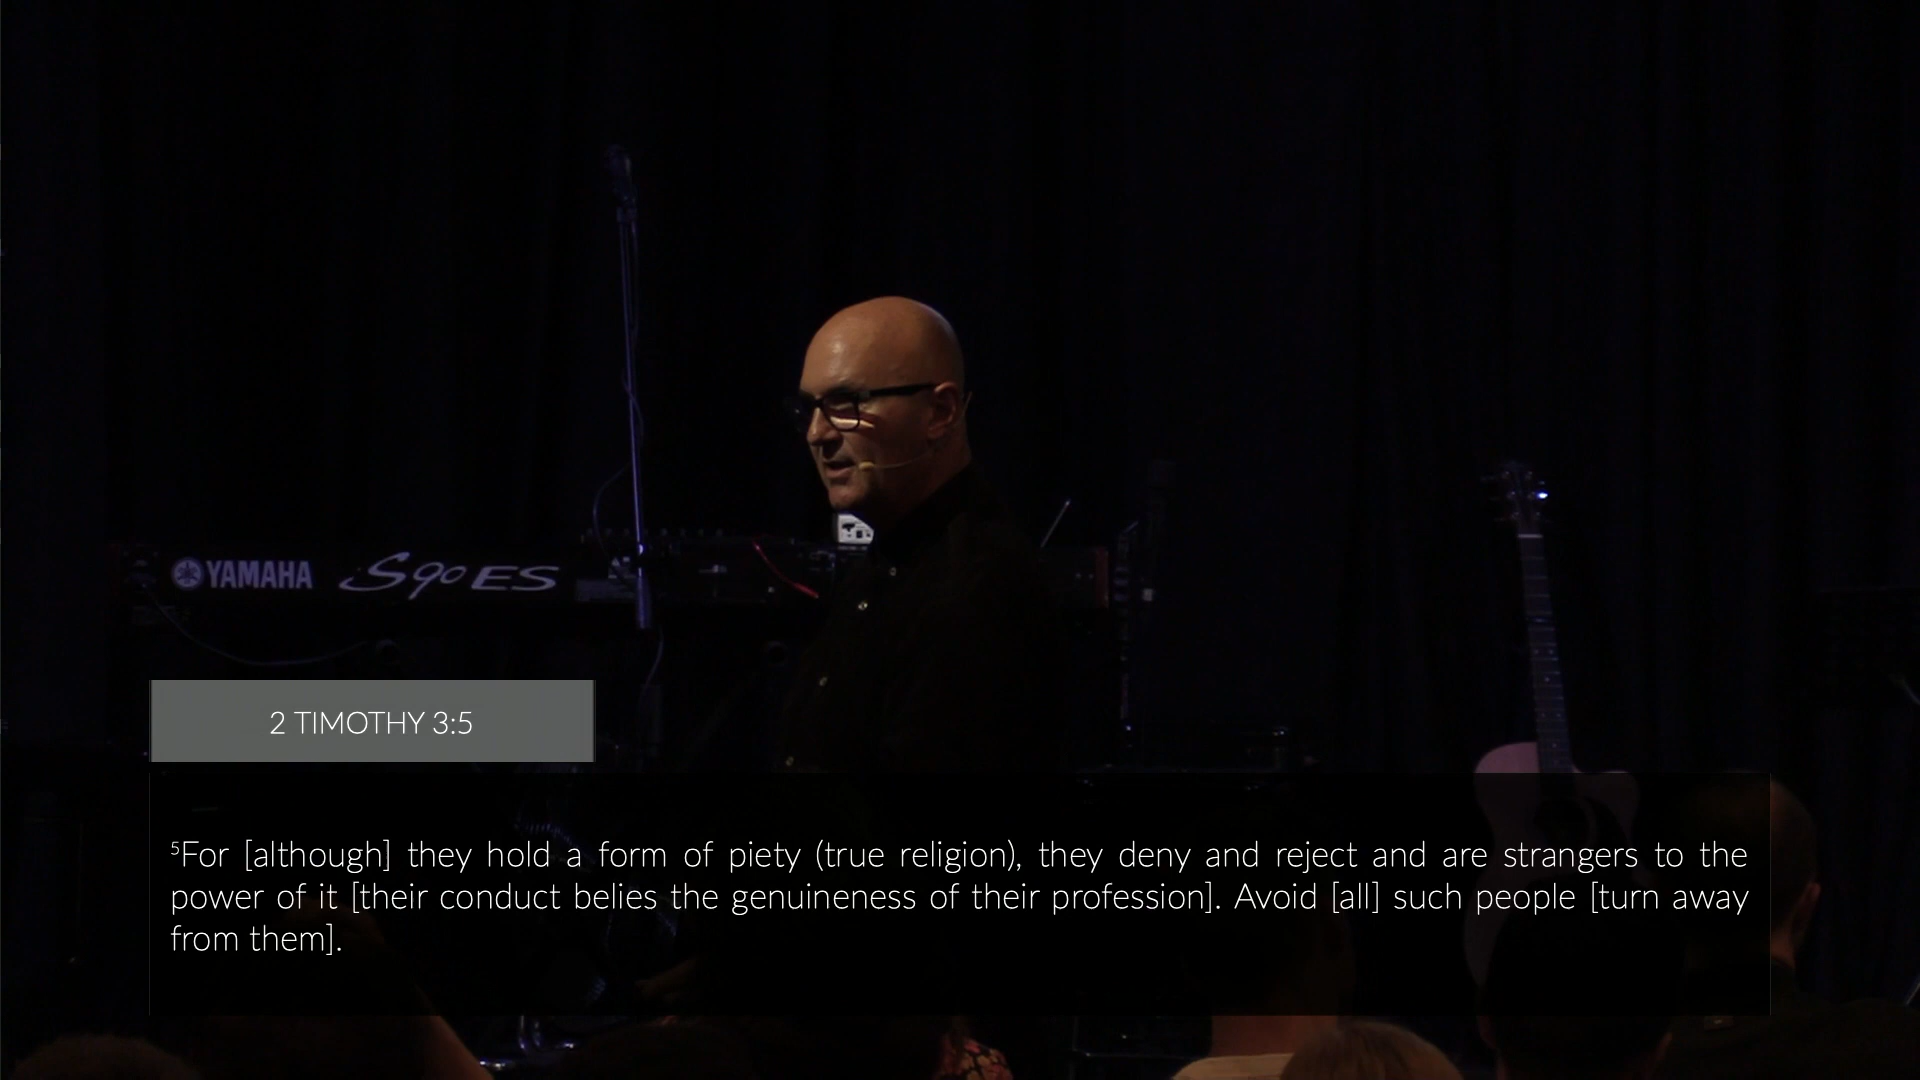 YAMAHA S90 ES
2 TIMOTHY 3:5
⁵For [although] they hold a form of piety (true religion), they deny and reject and are strangers to the
power of it [their conduct belies the genuineness of their profession]. Avoid [all] such people [turn away
from them].